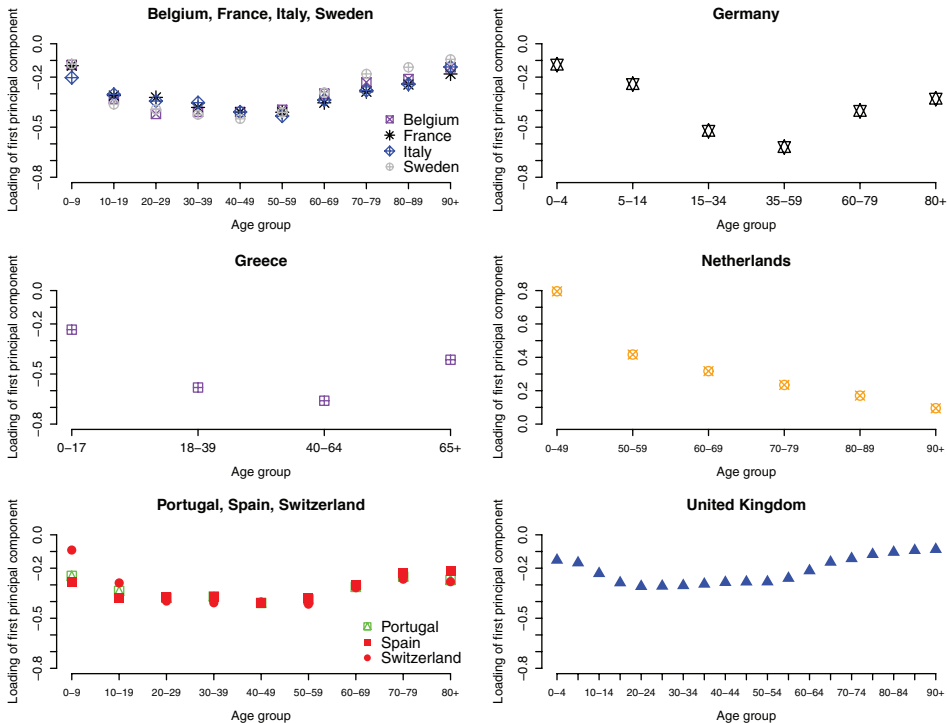 Belgium, France, Italy, Sweden
Loading of first principal component
0.0
−0.2
−0.5
−0.8
Belgium
France
Italy
Sweden
0−9 10−19 20−29 30−39 40−49 50−59 60−69 70−79 80−89 90+
Age group
Germany
Loading of first principal component
0.0
−0.2
−0.5
−0.8
0−4 5−14 15−34 35−59 60−79 80+
Age group
Greece
Loading of first principal component
0.0
−0.2
−0.5
−0.8
0−17 18−39 40−64 65+
Age group
Netherlands
Loading of first principal component
0.8
0.6
0.4
0.2
0.0
0−49 50−59 60−69 70−79 80−89 90+
Age group
Portugal, Spain, Switzerland
Loading of first principal component
0.0
−0.2
−0.5
−0.8
Portugal
Spain
Switzerland
0−9 10−19 20−29 30−39 40−49 50−59 60−69 70−79 80+
Age group
United Kingdom
Loading of first principal component
0.0
−0.2
−0.5
−0.8
0−4 10−14 20−24 30−34 40−44 50−54 60−64 70−74 80−84 90+
Age group